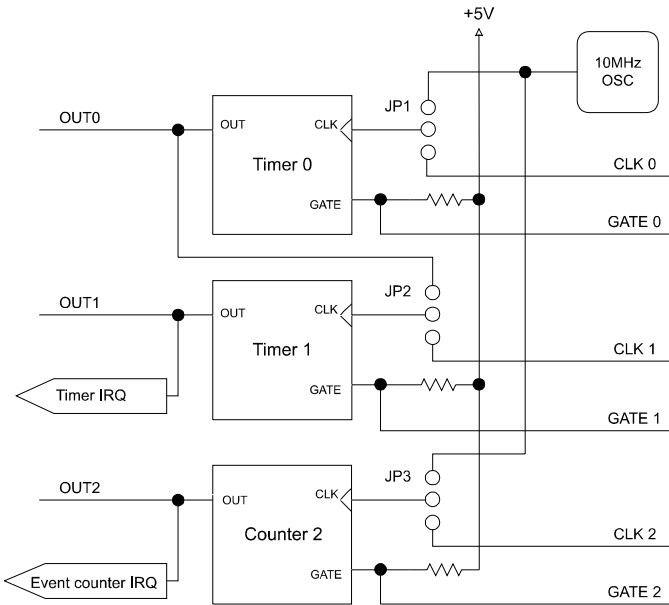 +5V
10MHz
OSC
OUT0
OUT
CLK
JP1
Timer 0
CLK 0
GATE
GATE 0
OUT1
OUT
CLK
JP2
Timer 1
CLK 1
Timer IRQ
GATE
GATE 1
OUT2
OUT
CLK
JP3
Counter 2
CLK 2
Event counter IRQ
GATE
GATE 2